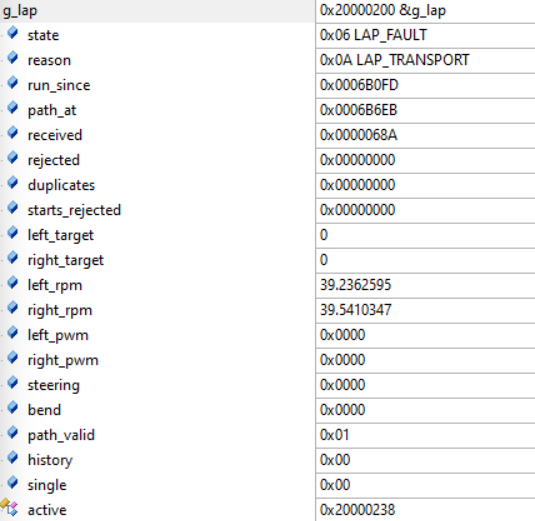 g_lap 0x20000200 &g_lap
state 0x06 LAP_FAULT
reason 0x0A LAP_TRANSPORT
run_since 0x0006B0FD
path_at 0x0006B6EB
received 0x0000068A
rejected 0x00000000
duplicates 0x00000000
starts_rejected 0x00000000
left_target 0
right_target 0
left_rpm 39.2362595
right_rpm 39.5410347
left_pwm 0x0000
right_pwm 0x0000
steering 0x0000
bend 0x0000
path_valid 0x01
history 0x00
single 0x00
active 0x20000238